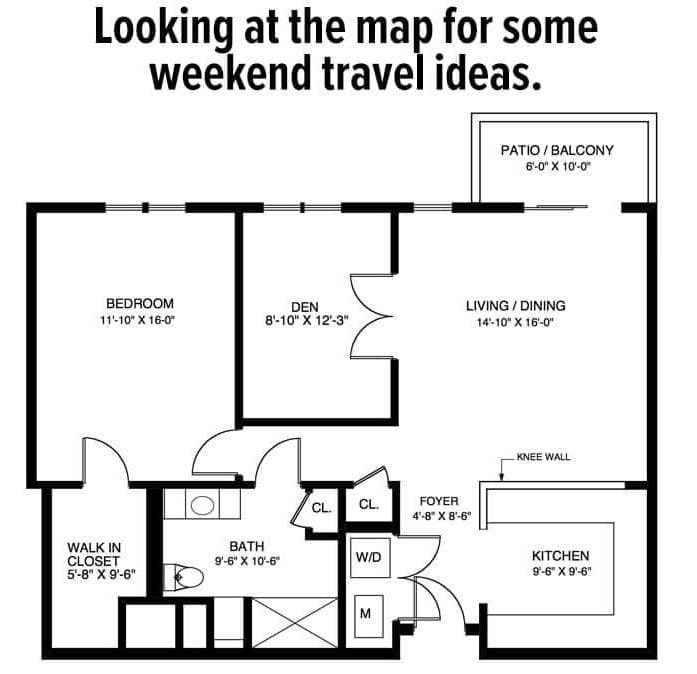 Looking at the map for some
weekend travel ideas.
PATIO / BALCONY
6'-0" X 10'-0"
BEDROOM
11'-10" X 16-0"
DEN
8'-10" X 12'-3"
LIVING / DINING
14'-10" X 16'-0"
KNEE WALL
CL.
CL.
FOYER
4'-8" X 8'-6"
WALK IN
CLOSET
5'-8" X 9'-6"
BATH
9'-6" X 10'-6"
W/D
KITCHEN
9'-6" X 9'-6"
M